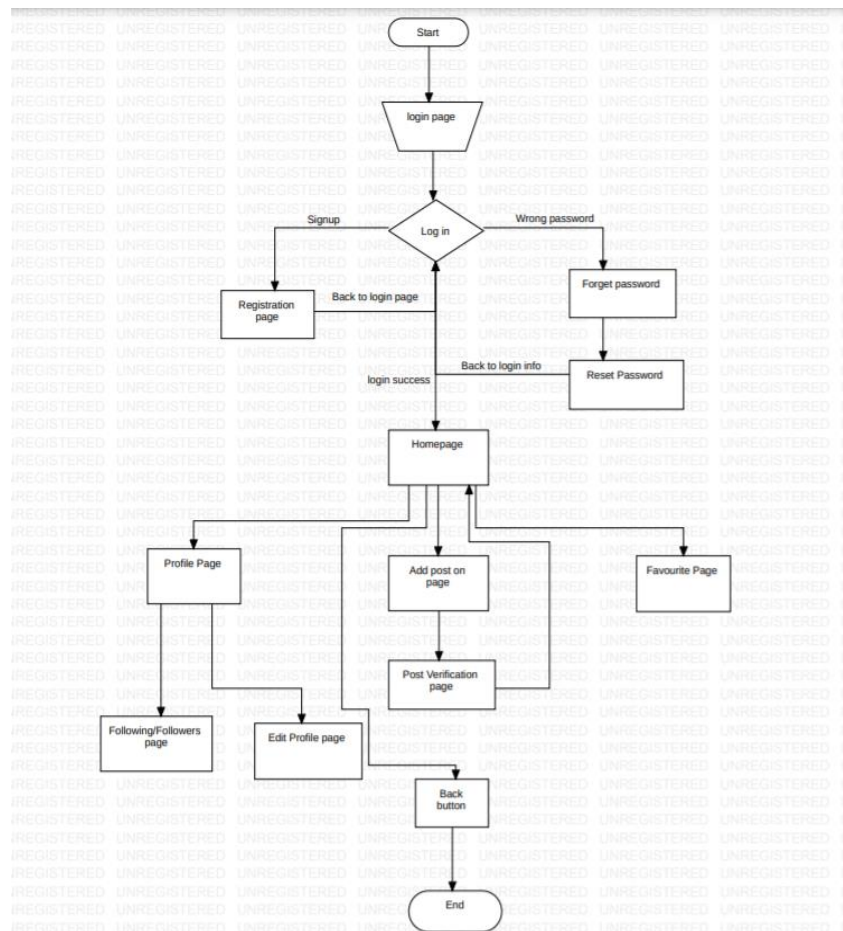 Start
login page
Signup
Log in
Wrong password
Registration
page
Back to login page
Forget password
login success
Back to login info
Reset Password
Homepage
Profile Page
Add post on
page
Favourite Page
Post Verification
page
Following/Followers
page
Edit Profile page
Back
button
End
UNREGISTERED